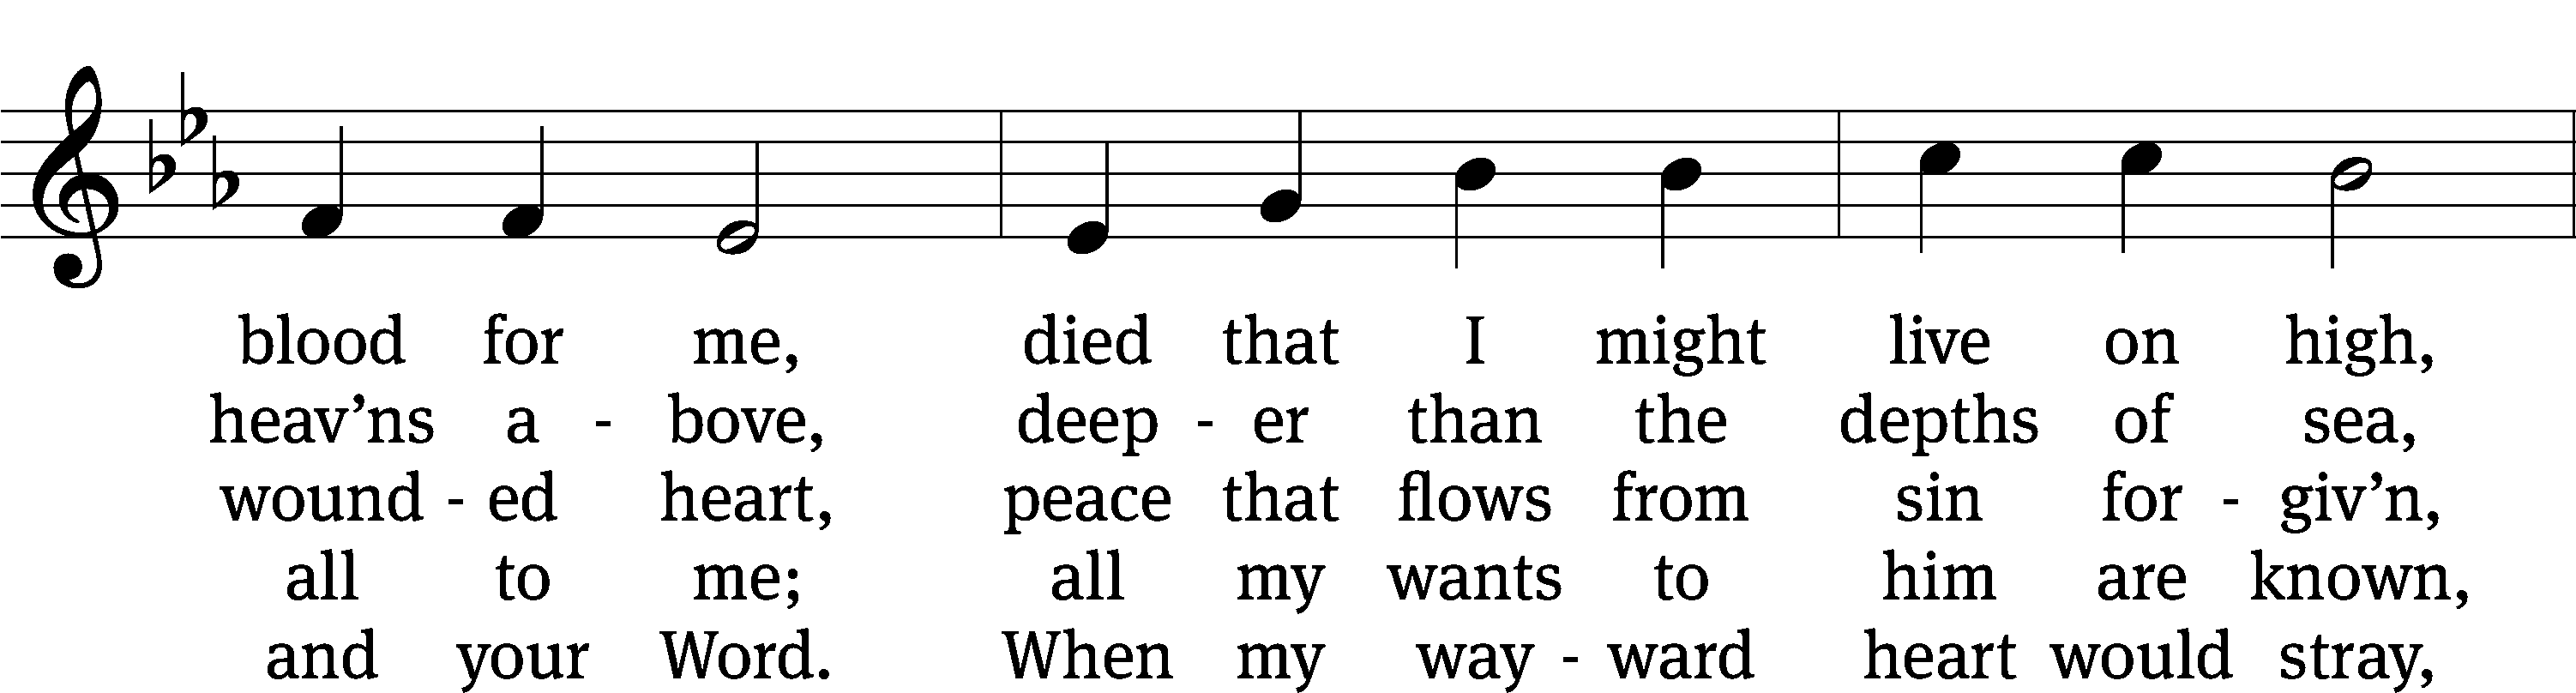 blood for me, died that I might live on high,
heav’ns a - bove, deep - er than the depths of sea,
wound - ed heart, peace that flows from sin for - giv’n,
all to me; all my wants to him are known,
and your Word. When my way - ward heart would stray,